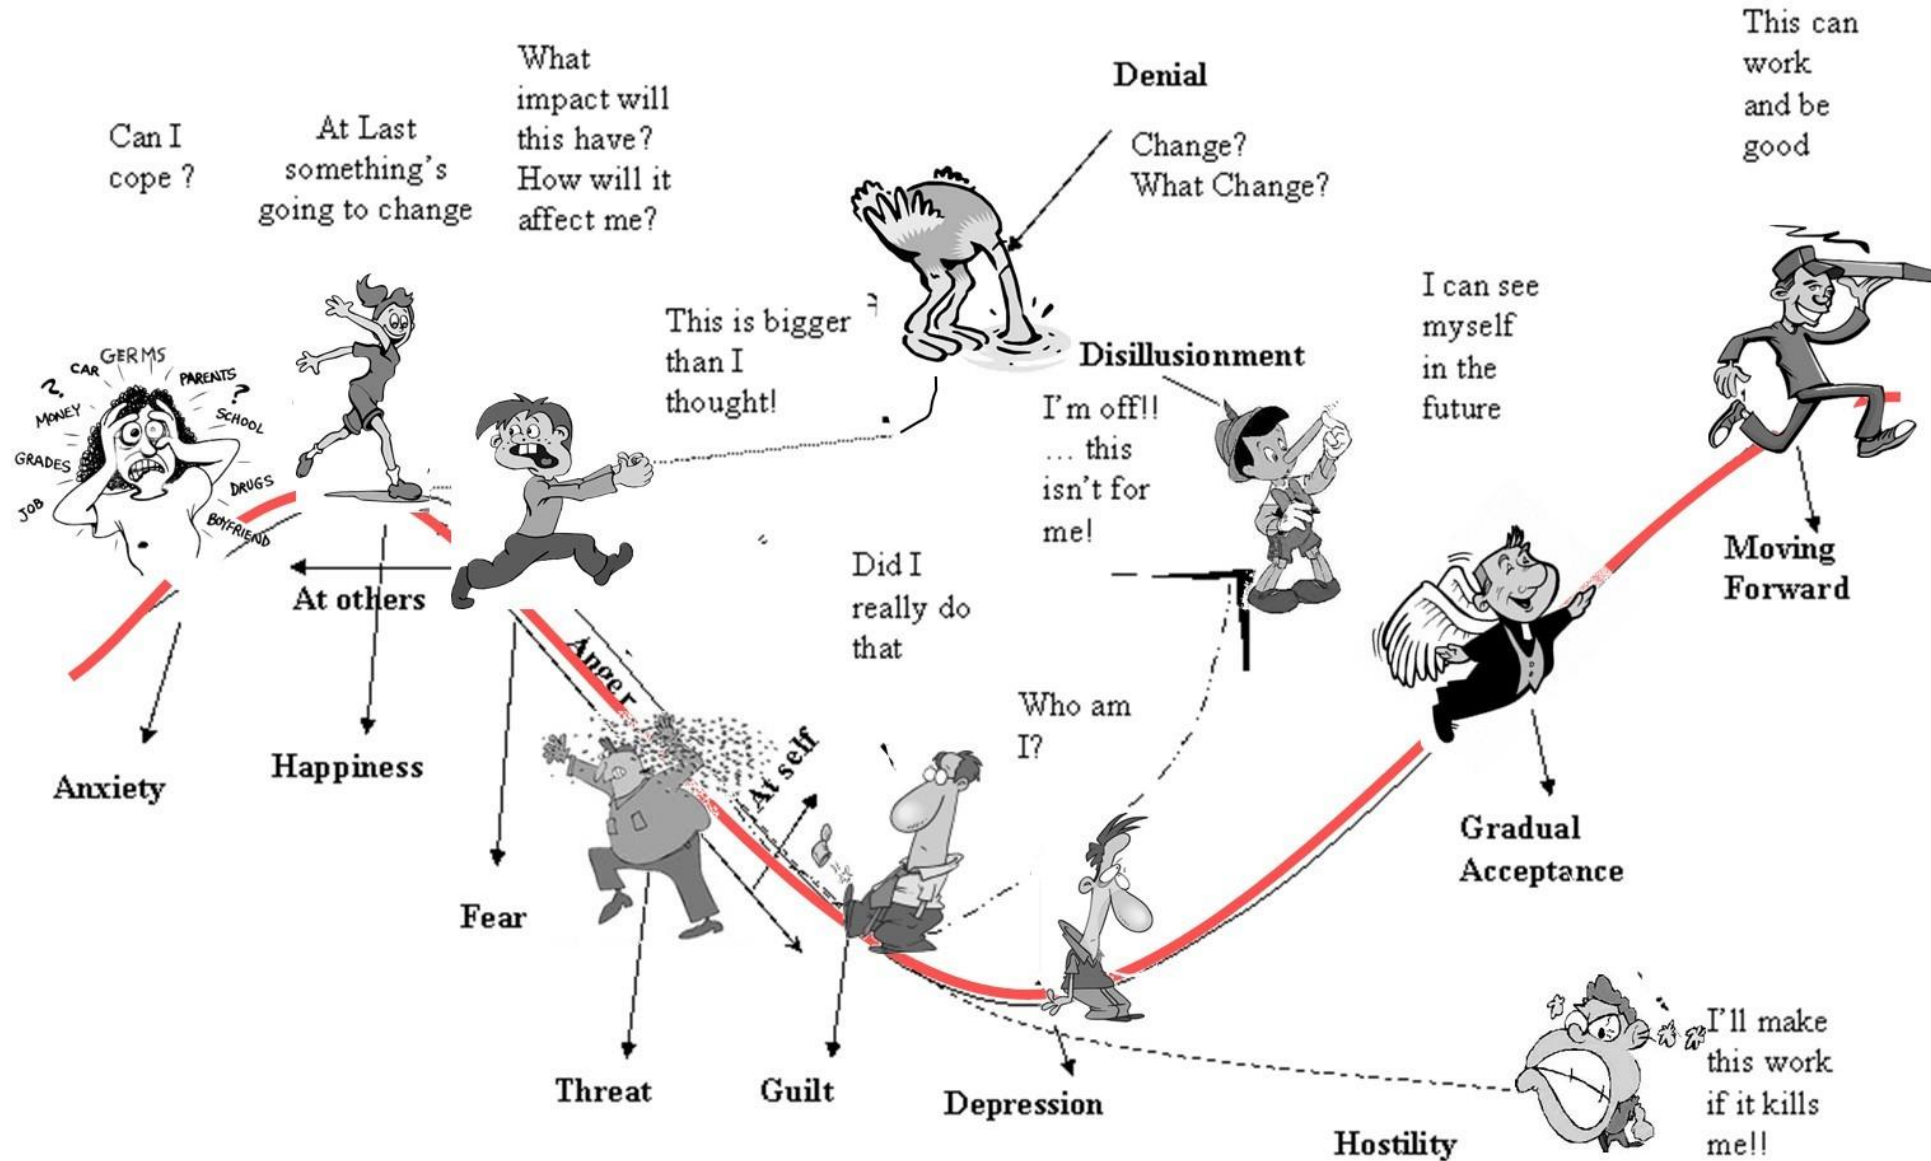 Can I
cope ?
At Last
something's
going to change
What
impact will
this have?
How will it
affect me?
Denial
Change?
What Change?
This can
work
and be
good
This is bigger
than I
thought!
Disillusionment
I'm off!!
... this
isn't for
me!
I can see
myself
in the
future
GERMS
CAR
PARENTS
?
?
MONEY
SCHOOL
GRADES
DRUGS
JOB
BOYFRIEND
At others
Anger
At self
Did I
really do
that
Who am
I?
Moving
Forward
Anxiety
Happiness
Gradual
Acceptance
Fear
Threat
Guilt
Depression
Hostility
I'll make
this work
if it kills
me!!